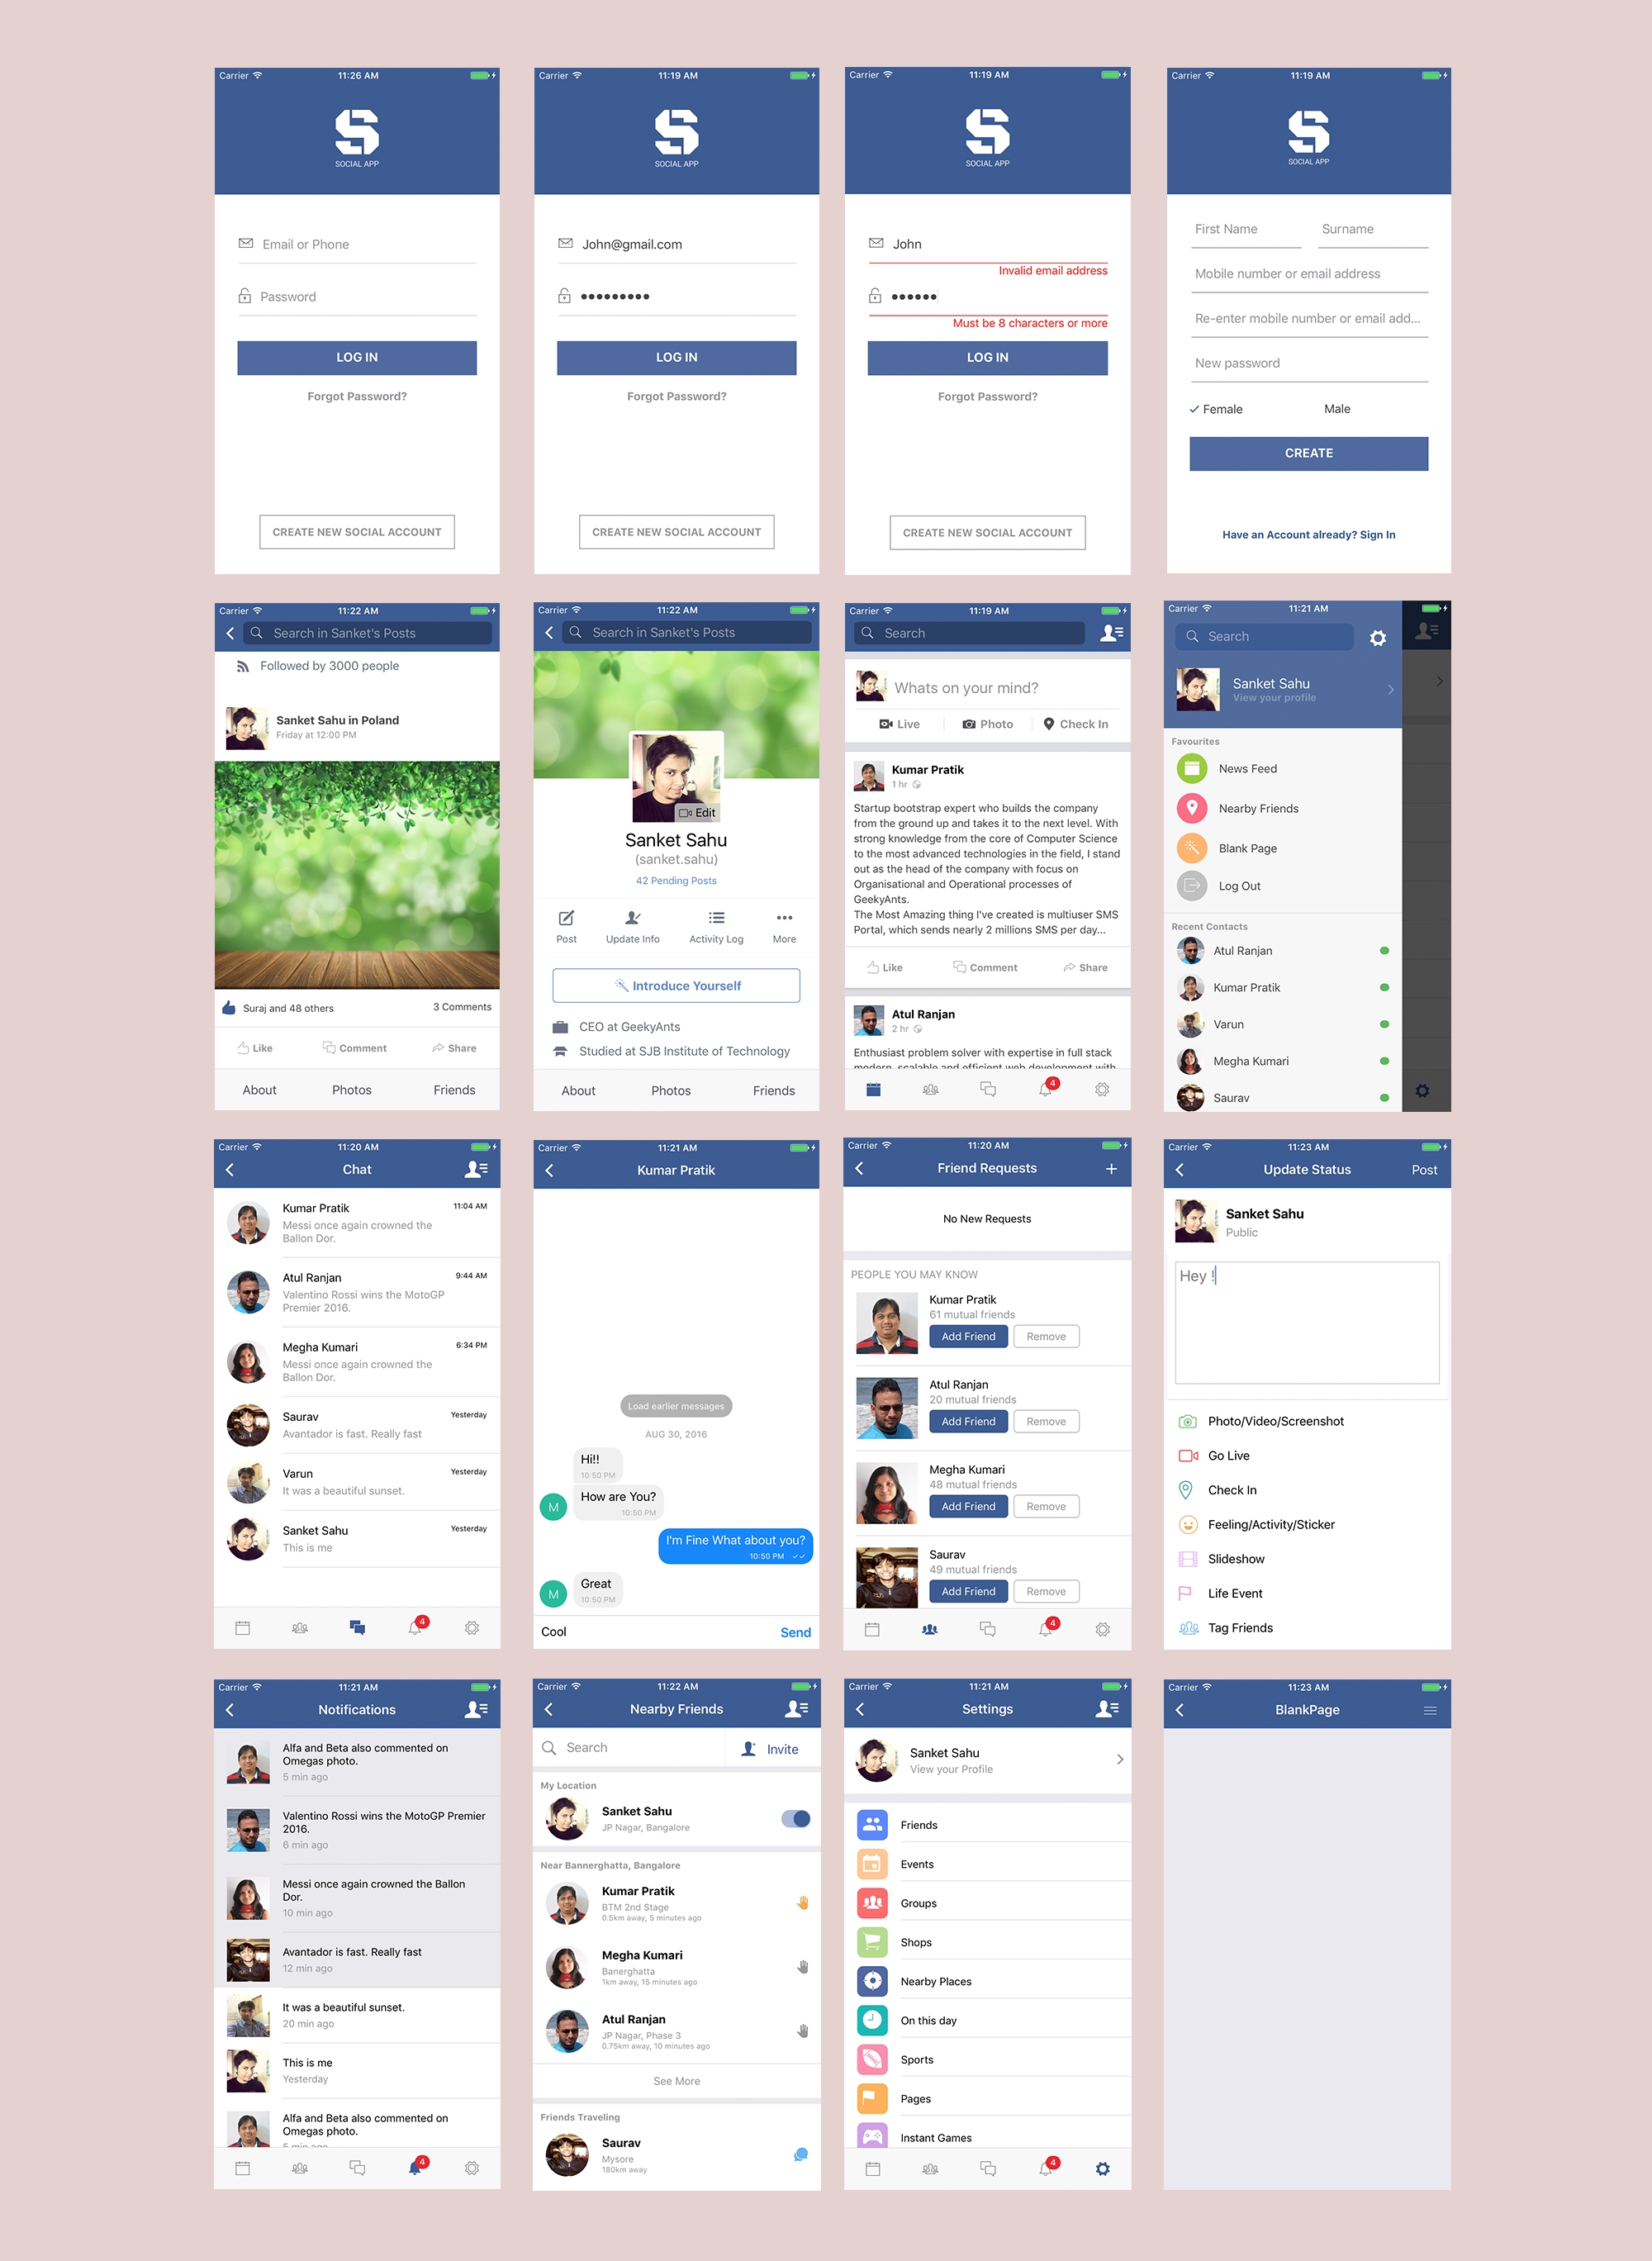 Carrier 11:26 AM
SOCIAL APP
Email or Phone
Password
LOG IN
Forgot Password?
CREATE NEW SOCIAL ACCOUNT
Carrier 11:19 AM
SOCIAL APP
John@gmail.com
LOG IN
Forgot Password?
CREATE NEW SOCIAL ACCOUNT
Carrier 11:19 AM
SOCIAL APP
John
Invalid email address
Must be 8 characters or more
LOG IN
Forgot Password?
CREATE NEW SOCIAL ACCOUNT
Carrier 11:19 AM
SOCIAL APP
First Name Surname
Mobile number or email address
Re-enter mobile number or email add...
New password
Female Male
CREATE
Have an Account already? Sign In
Carrier 11:22 AM
Search in Sanket's Posts
Followed by 3000 people
Sanket Sahu in Poland
Friday at 12:00 PM
Suraj and 48 others 3 Comments
Like Comment Share
About Photos Friends
Carrier 11:22 AM
Search in Sanket's Posts
Edit
Sanket Sahu
(sanket.sahu)
42 Pending Posts
Post Update Info Activity Log More
Introduce Yourself
CEO at GeekyAnts
Studied at SJB Institute of Technology
About Photos Friends
Carrier 11:19 AM
Search
Whats on your mind?
Live Photo Check In
Kumar Pratik
1 hr
Startup bootstrap expert who builds the company
from the ground up and takes it to the next level. With
strong knowledge from the core of Computer Science
to the most advanced technologies in the field, I stand
out as the head of the company with focus on
Organisational and Operational processes of
GeekyAnts.
The Most Amazing thing I've created is multiuser SMS
Portal, which sends nearly 2 millions SMS per day...
Like Comment Share
Atul Ranjan
2 hr
Enthusiast problem solver with expertise in full stack
modern, scalable and efficient web development with
4
Carrier 11:21 AM
Search
Sanket Sahu
View your profile
Favourites
News Feed
Nearby Friends
Blank Page
Log Out
Recent Contacts
Atul Ranjan
Kumar Pratik
Varun
Megha Kumari
Saurav
Carrier 11:20 AM
Chat
Kumar Pratik 11:04 AM
Messi once again crowned the
Ballon Dor.
Atul Ranjan 9:44 AM
Valentino Rossi wins the MotoGP
Premier 2016.
Megha Kumari 6:34 PM
Messi once again crowned the
Ballon Dor.
Saurav Yesterday
Avantador is fast. Really fast
Varun Yesterday
It was a beautiful sunset.
Sanket Sahu Yesterday
This is me
4
Carrier 11:21 AM
Kumar Pratik
Load earlier messages
AUG 30, 2016
Hi!!
10:50 PM
M How are You?
10:50 PM
I'm Fine What about you?
10:50 PM
M Great
10:50 PM
Cool Send
Carrier 11:20 AM
Friend Requests +
No New Requests
PEOPLE YOU MAY KNOW
Kumar Pratik
61 mutual friends
Add Friend Remove
Atul Ranjan
20 mutual friends
Add Friend Remove
Megha Kumari
48 mutual friends
Add Friend Remove
Saurav
49 mutual friends
Add Friend Remove
4
Carrier 11:23 AM
Update Status Post
Sanket Sahu
Public
Hey !
Photo/Video/Screenshot
Go Live
Check In
Feeling/Activity/Sticker
Slideshow
Life Event
Tag Friends
Carrier 11:21 AM
Notifications
Alfa and Beta also commented on
Omegas photo.
5 min ago
Valentino Rossi wins the MotoGP Premier
2016.
6 min ago
Messi once again crowned the Ballon
Dor.
10 min ago
Avantador is fast. Really fast
12 min ago
It was a beautiful sunset.
20 min ago
This is me
Yesterday
Alfa and Beta also commented on
Omegas photo.
5 min ago
4
Carrier 11:22 AM
Nearby Friends
Search Invite
My Location
Sanket Sahu
JP Nagar, Bangalore
Near Bannerghatta, Bangalore
Kumar Pratik
BTM 2nd Stage
0.5km away, 5 minutes ago
Megha Kumari
Banerghatta
1km away, 15 minutes ago
Atul Ranjan
JP Nagar, Phase 3
0.75km away, 10 minutes ago
See More
Friends Traveling
Saurav
Mysore
180km away
Carrier 11:21 AM
Settings
Sanket Sahu
View your Profile
Friends
Events
Groups
Shops
Nearby Places
On this day
Sports
Pages
Instant Games
4
Carrier 11:23 AM
BlankPage